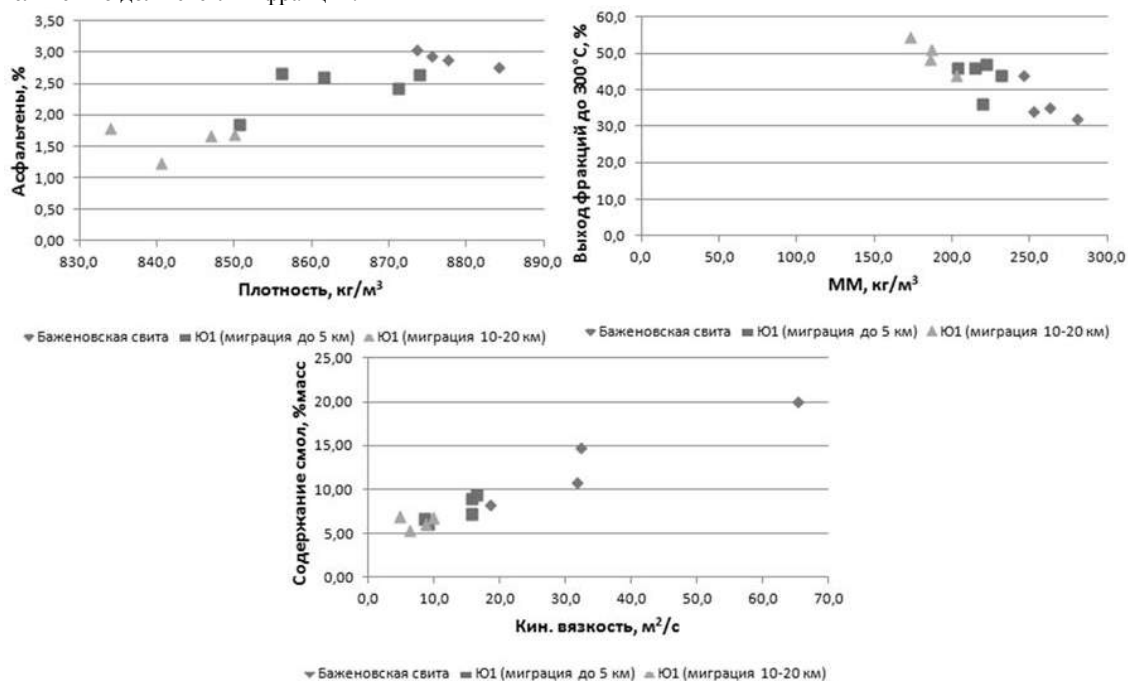 Асфальтены, %
3,50
3,00
2,50
2,00
1,50
1,00
0,50
0,00
830,0 840,0 850,0 860,0 870,0 880,0 890,0
Плотность, кг/м³
Баженовская свита Ю1 (миграция до 5 км) Ю1 (миграция 10-20 км)
Выход фракций до 300°С, %
60,0
50,0
40,0
30,0
20,0
10,0
0,0
0,0 50,0 100,0 150,0 200,0 250,0 300,0
ММ, кг/м³
Баженовская свита Ю1 (миграция до 5 км) Ю1 (миграция 10-20 км)
Содержание смол, %масс
25,00
20,00
15,00
10,00
5,00
0,00
0,0 10,0 20,0 30,0 40,0 50,0 60,0 70,0
Кин. вязкость, м²/с
Баженовская свита Ю1 (миграция до 5 км) Ю1 (миграция 10-20 км)